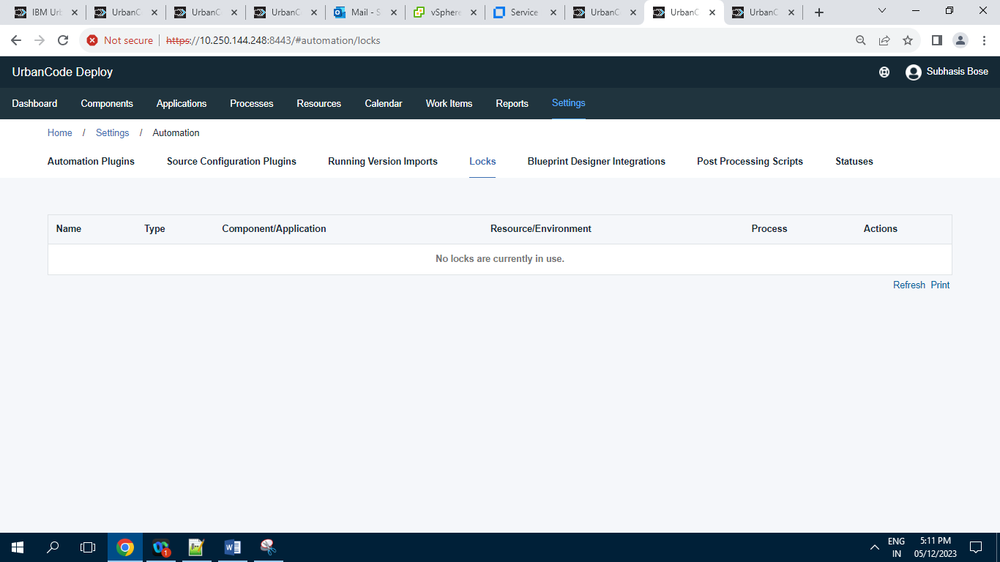 IBM Urb UrbanC UrbanC UrbanC Mail - S vSphere Service UrbanC UrbanC UrbanC
Not secure https://10.250.144.248:8443/#automation/locks
UrbanCode Deploy Subhasis Bose
Dashboard Components Applications Processes Resources Calendar Work Items Reports Settings
Home / Settings / Automation
Automation Plugins Source Configuration Plugins Running Version Imports Locks Blueprint Designer Integrations Post Processing Scripts Statuses
Name Type Component/Application Resource/Environment Process Actions
No locks are currently in use.
Refresh Print
ENG 5:11 PM
IN 05/12/2023